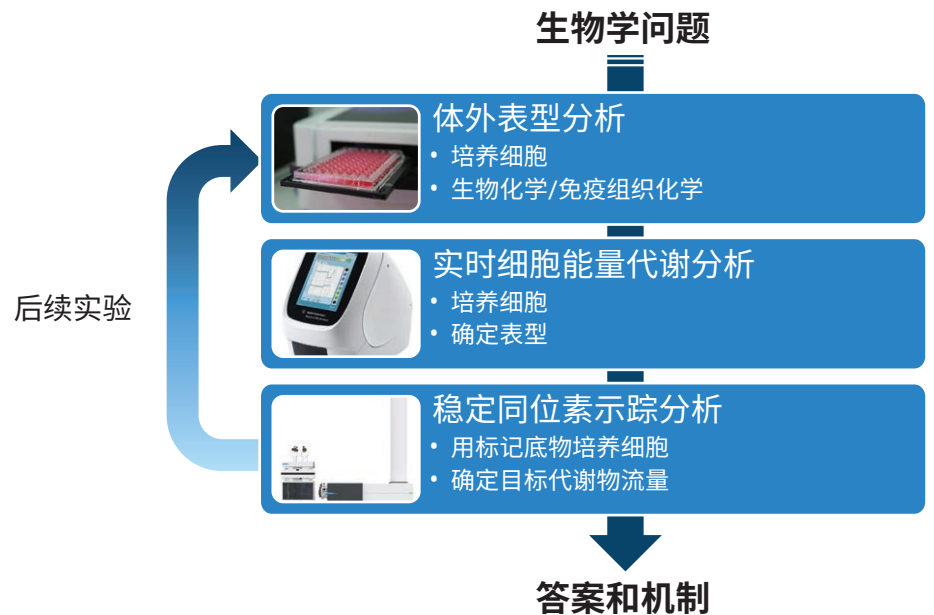 生物学问题
体外表型分析
• 培养细胞
• 生物化学/免疫组织化学
实时细胞能量代谢分析
• 培养细胞
• 确定表型
后续实验
稳定同位素示踪分析
• 用标记底物培养细胞
• 确定目标代谢物流量
答案和机制